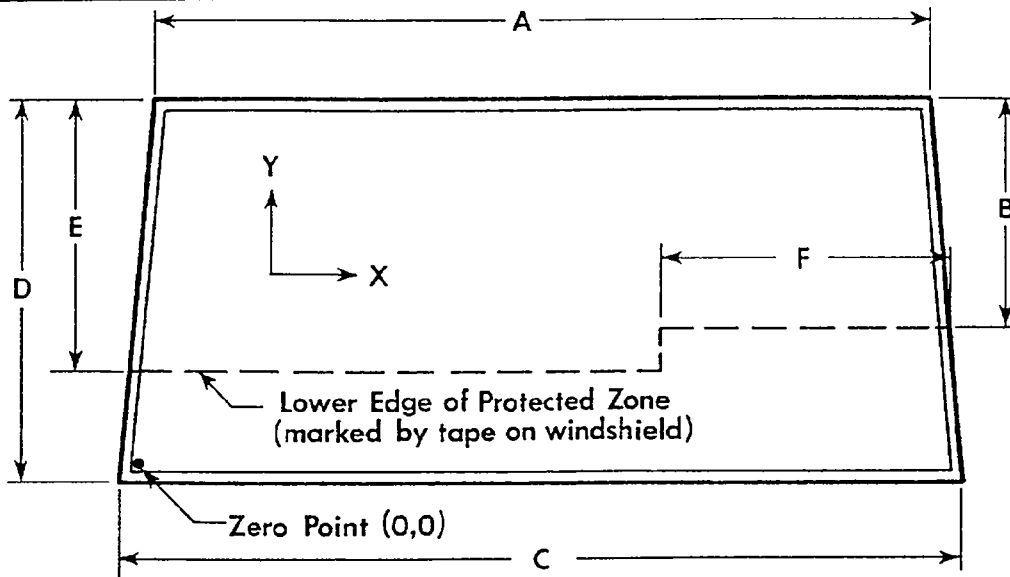 A
Y
E
B
F
X
D
Lower Edge of Protected Zone
(marked by tape on windshield)
Zero Point (0,0)
C